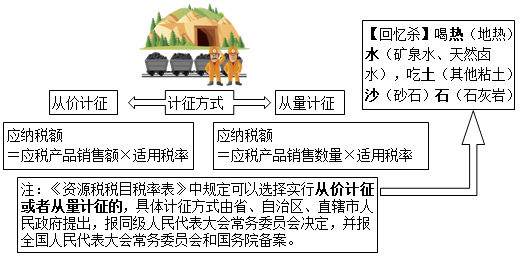 【回忆杀】喝热（地热）
水（矿泉水、天然卤
水），吃土（其他粘土）
沙（砂石）石（石灰岩）
从价计征
计征方式
从量计征
应纳税额
＝应税产品销售额×适用税率
应纳税额
＝应税产品销售数量×适用税率
注：《资源税税目税率表》中规定可以选择实行从价计征
或者从量计征的，具体计征方式由省、自治区、直辖市人
民政府提出，报同级人民代表大会常务委员会决定，并报
全国人民代表大会常务委员会和国务院备案。